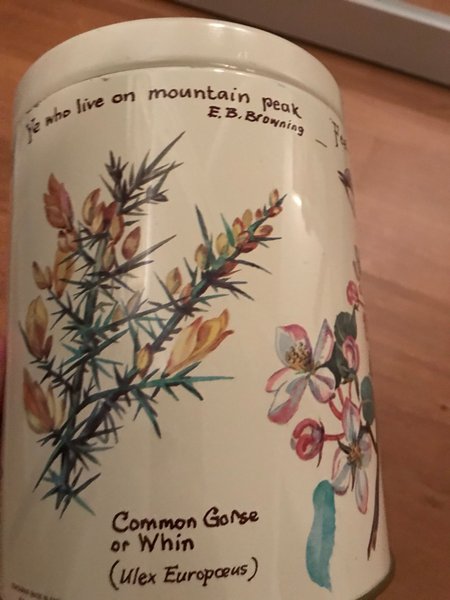 Ye who live on mountain peak
E.B. Browning
Common Gorse
or Whin
(Ulex Europœus)